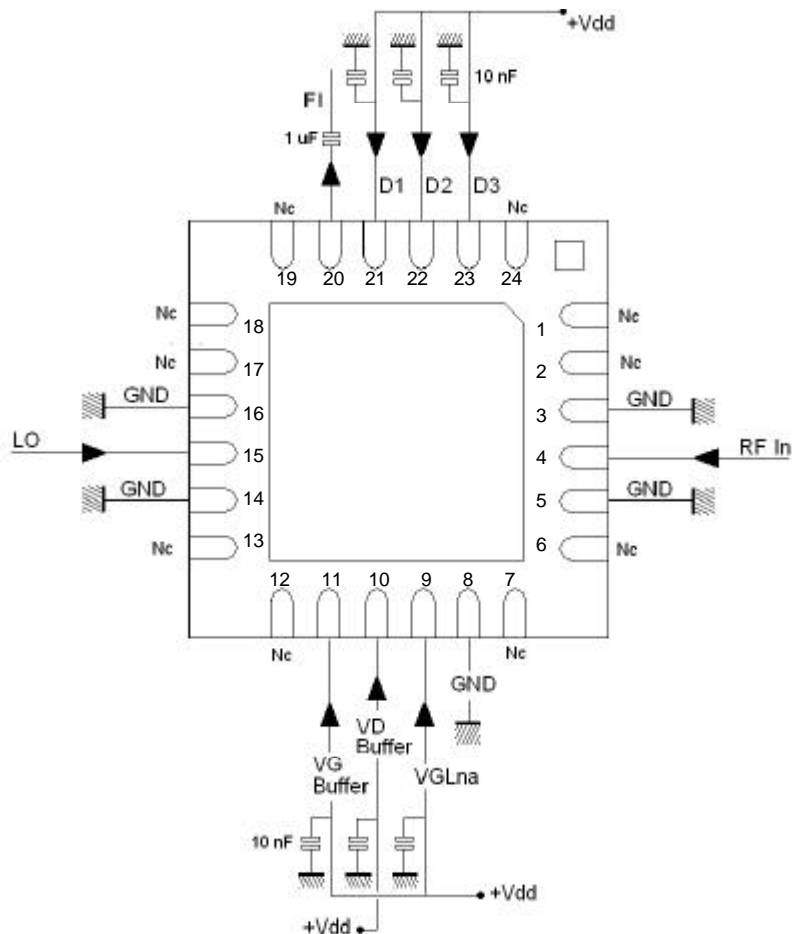 +Vdd
10 nF
FI
1 uF
D1 D2 D3
Nc Nc
19 20 21 22 23 24
Nc 18 1 Nc
Nc 17 2 Nc
GND 16 3 GND
LO 15 4 RF In
GND 14 5 GND
Nc 13 6 Nc
12 11 10 9 8 7
Nc Nc
GND
VD
Buffer
VG
Buffer
VGLna
10 nF
+Vdd
+Vdd